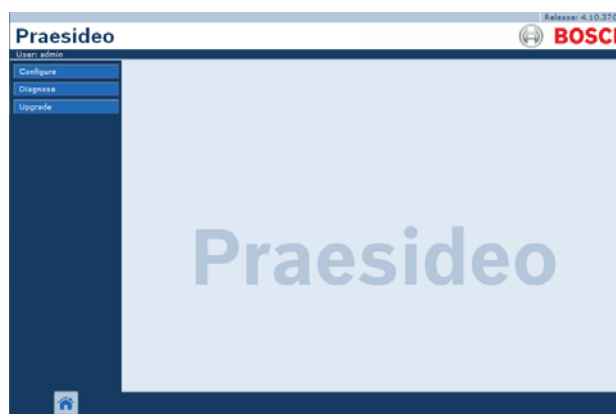 Release: 4.10.370
Praesideo
BOSCH
User: admin
Configure
Diagnose
Upgrade
Praesideo